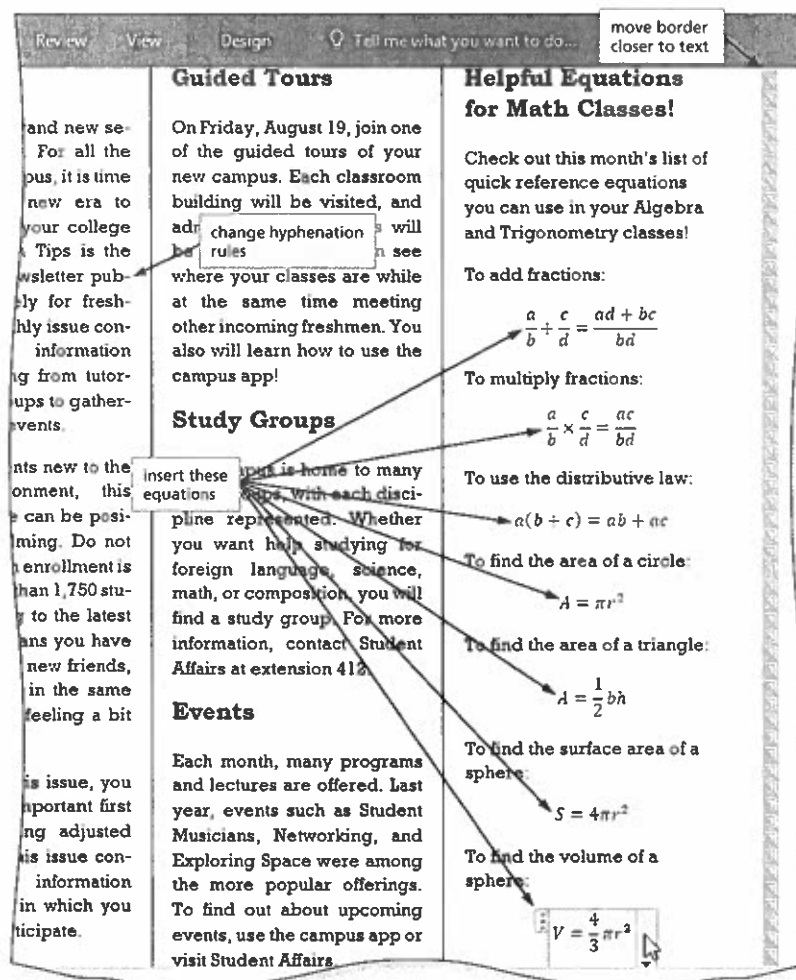 Review View Design Tell me what you want to do...
move border
closer to text
and new se-
For all the
pus, it is time
new era to
your college
Tips is the
wsletter pub-
ly for fresh-
hly issue con-
information
ng from tutor-
ups to gather-
vents.
nts new to the
onment, this
can be posi-
ming. Do not
enrollment is
han 1,750 stu-
to the latest
ans you have
new friends,
in the same
feeling a bit
is issue, you
mportant first
ng adjusted
his issue con-
information
in which you
ticipate.
change hyphenation
rules
insert these
equations
Guided Tours
On Friday, August 19, join one
of the guided tours of your
new campus. Each classroom
building will be visited, and
will
see
where your classes are while
at the same time meeting
other incoming freshmen. You
also will learn how to use the
campus app!
Study Groups
is home to many
with each disci-
pline represented. Whether
you want help studying for
foreign language, science,
math, or composition, you will
find a study group. For more
information, contact Student
Affairs at extension 412.
Events
Each month, many programs
and lectures are offered. Last
year, events such as Student
Musicians, Networking, and
Exploring Space were among
the more popular offerings.
To find out about upcoming
events, use the campus app or
visit Student Affairs.
Helpful Equations
for Math Classes!
Check out this month's list of
quick reference equations
you can use in your Algebra
and Trigonometry classes!
To add fractions:
a/b + c/d = (ad + bc)/bd
To multiply fractions:
a/b × c/d = ac/bd
To use the distributive law:
a(b + c) = ab + ac
To find the area of a circle:
A = πr²
To find the area of a triangle:
A = 1/2 bh
To find the surface area of a
sphere:
S = 4πr²
To find the volume of a
sphere:
V = 4/3 πr³